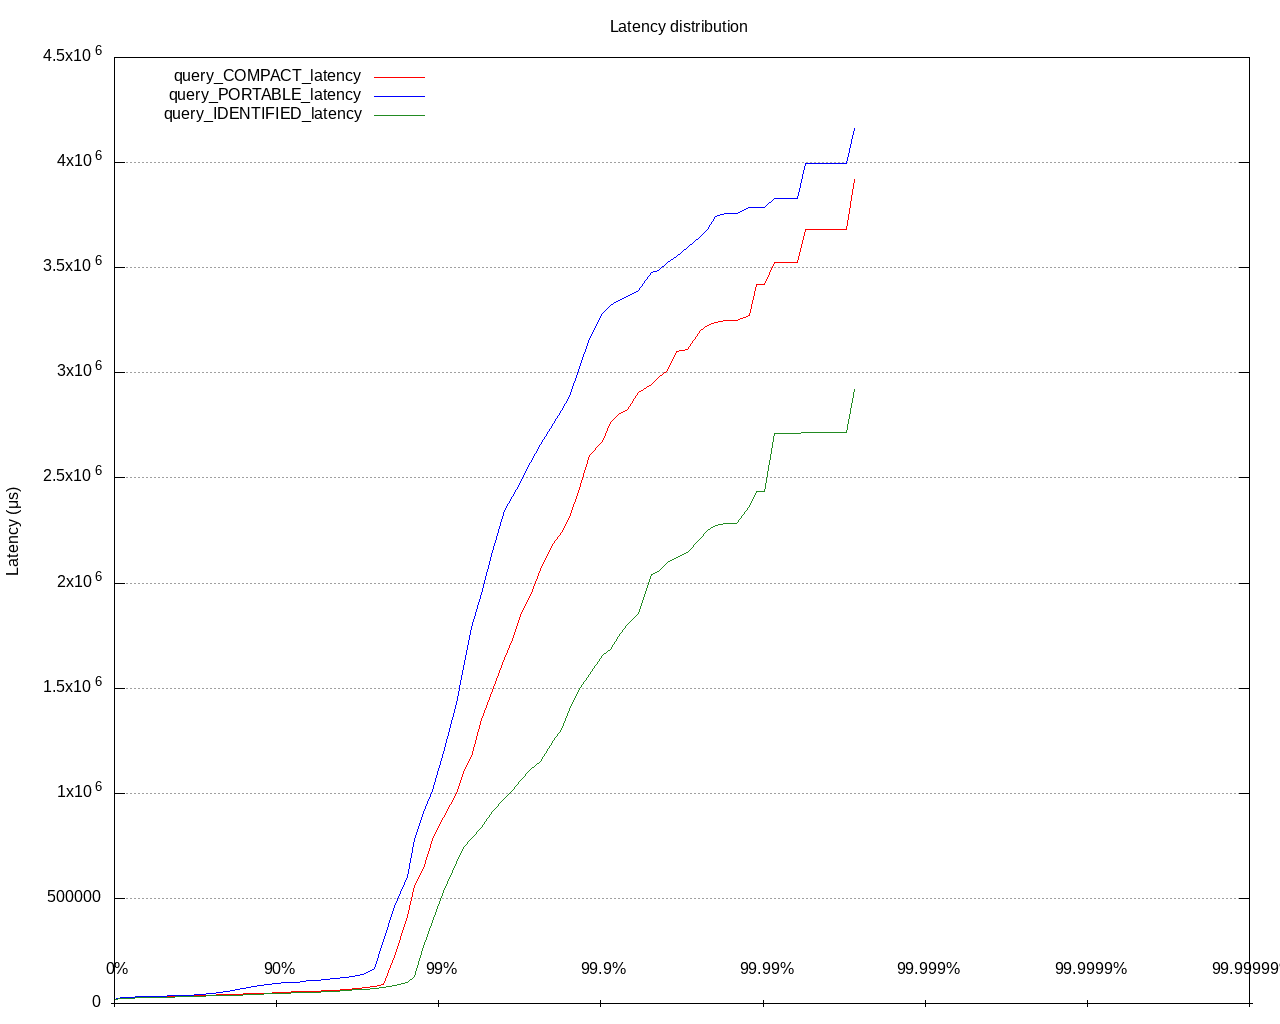 Latency distribution
4.5x10 6
query_COMPACT_latency
query_PORTABLE_latency
query_IDENTIFIED_latency
4x10 6
3.5x10 6
3x10 6
2.5x10 6
Latency (µs)
2x10 6
1.5x10 6
1x10 6
500000
0% 90% 99% 99.9% 99.99% 99.999% 99.9999% 99.99999
0